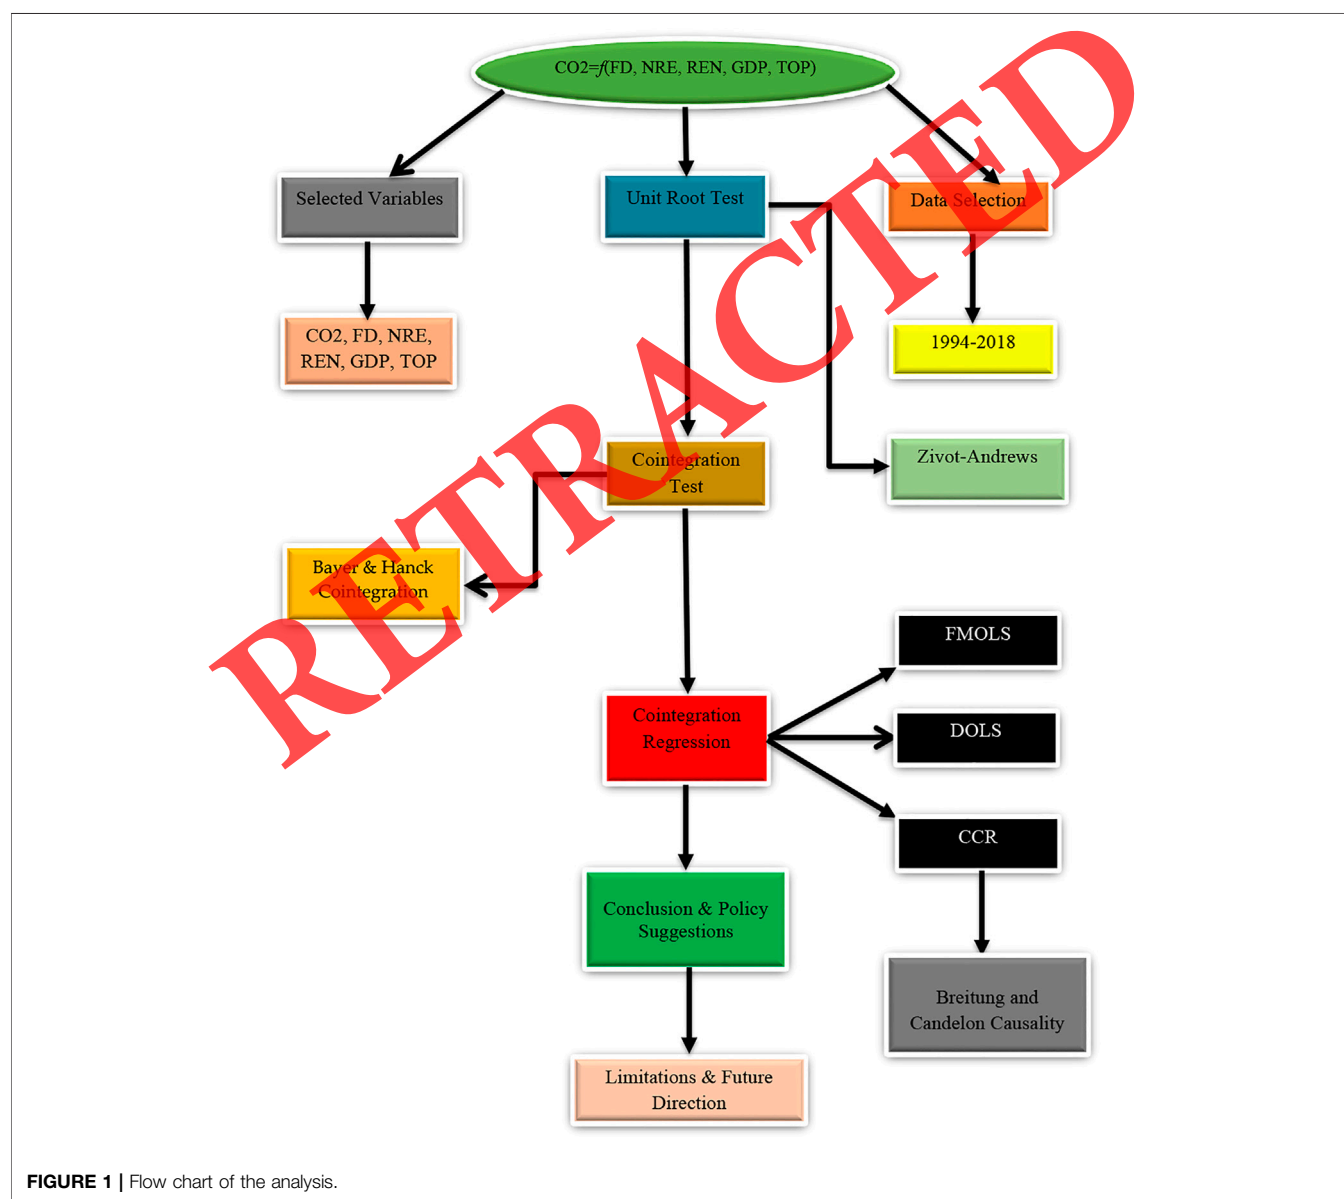 CO2=f(FD, NRE, REN, GDP, TOP)
Selected Variables
Unit Root Test
Data Selection
CO2, FD, NRE,
REN, GDP, TOP
1994-2018
Cointegration
Test
Zivot-Andrews
Bayer & Hanck
Cointegration
FMOLS
Cointegration
Regression
DOLS
CCR
Conclusion & Policy
Suggestions
Breitung and
Candelon Causality
Limitations & Future
Direction
RETRACTED
FIGURE 1 | Flow chart of the analysis.